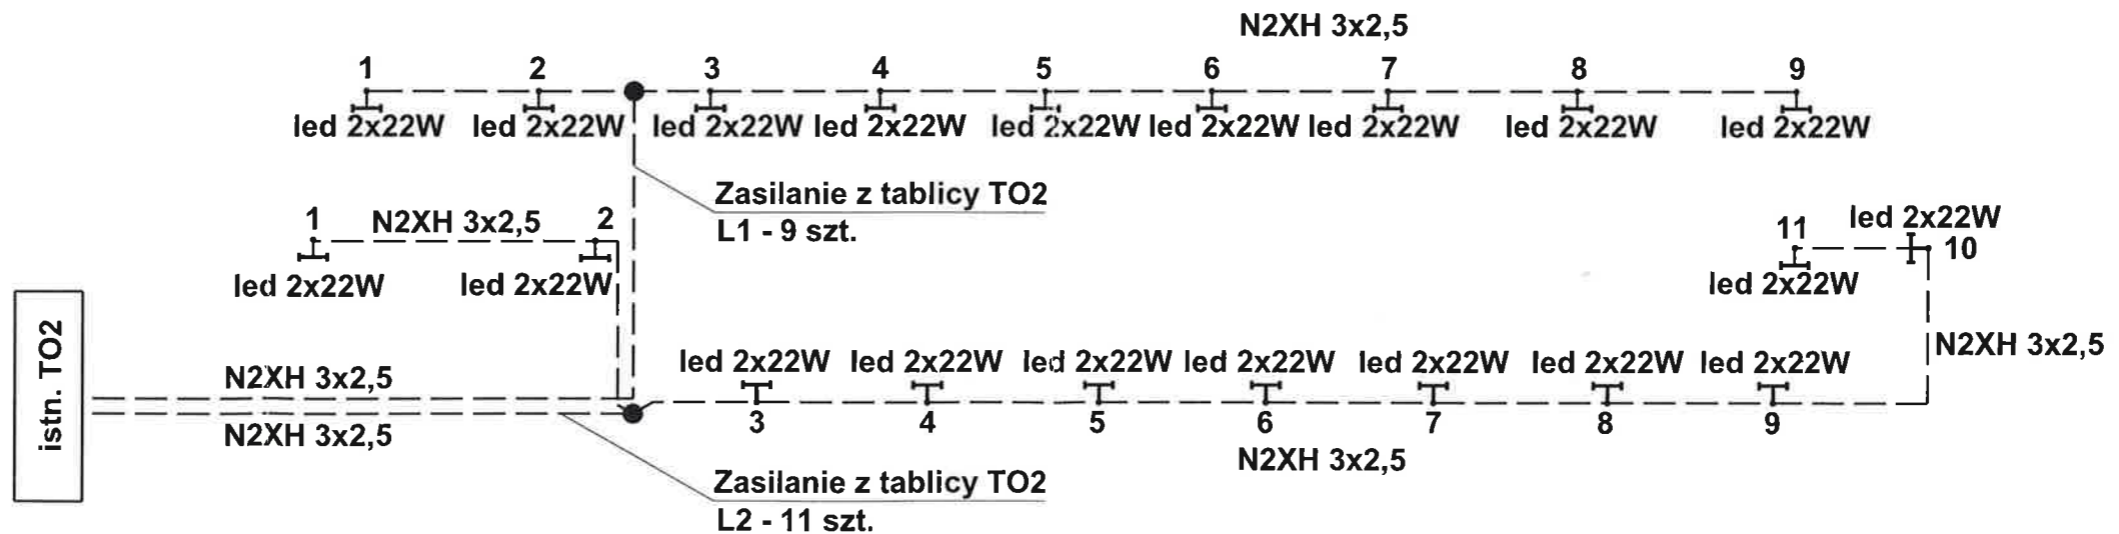 N2XH 3x2,5
1 2 3 4 5 6 7 8 9
led 2x22W led 2x22W led 2x22W led 2x22W led 2x22W led 2x22W led 2x22W led 2x22W led 2x22W
Zasilanie z tablicy TO2
L1 - 9 szt.
1 N2XH 3x2,5 2
led 2x22W led 2x22W
led 2x22W
11 10
led 2x22W
istn. TO2
N2XH 3x2,5
N2XH 3x2,5
N2XH 3x2,5
led 2x22W led 2x22W led 2x22W led 2x22W led 2x22W led 2x22W led 2x22W
3 4 5 6 7 8 9
N2XH 3x2,5
Zasilanie z tablicy TO2
L2 - 11 szt.